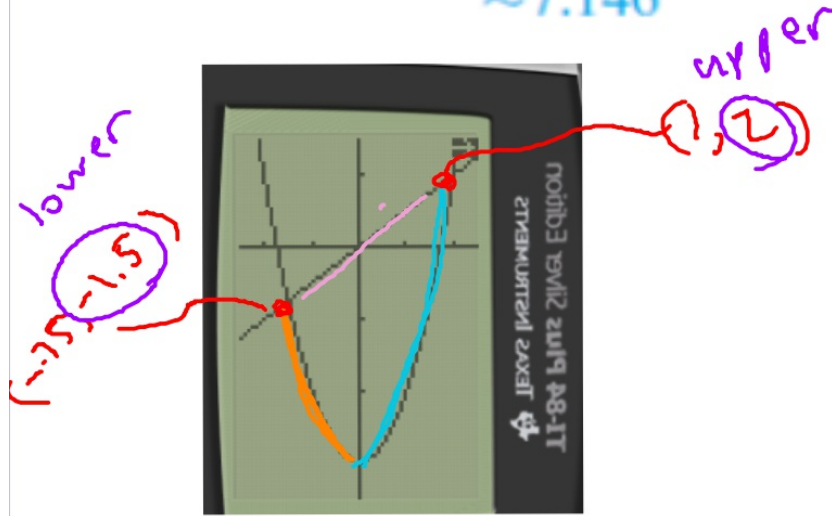 ≈7.146
upper
(1, 2)
lower
(-.75, -1.5)
TEXAS INSTRUMENTS
TI-84 Plus Silver Edition